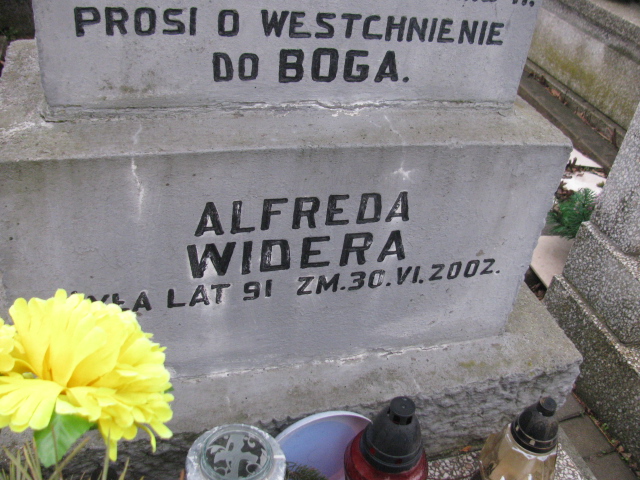 PROSI O WESTCHNIENIE
DO BOGA.
ALFREDA
WIDERA
LAT 91 ZM.30.VI.2002.